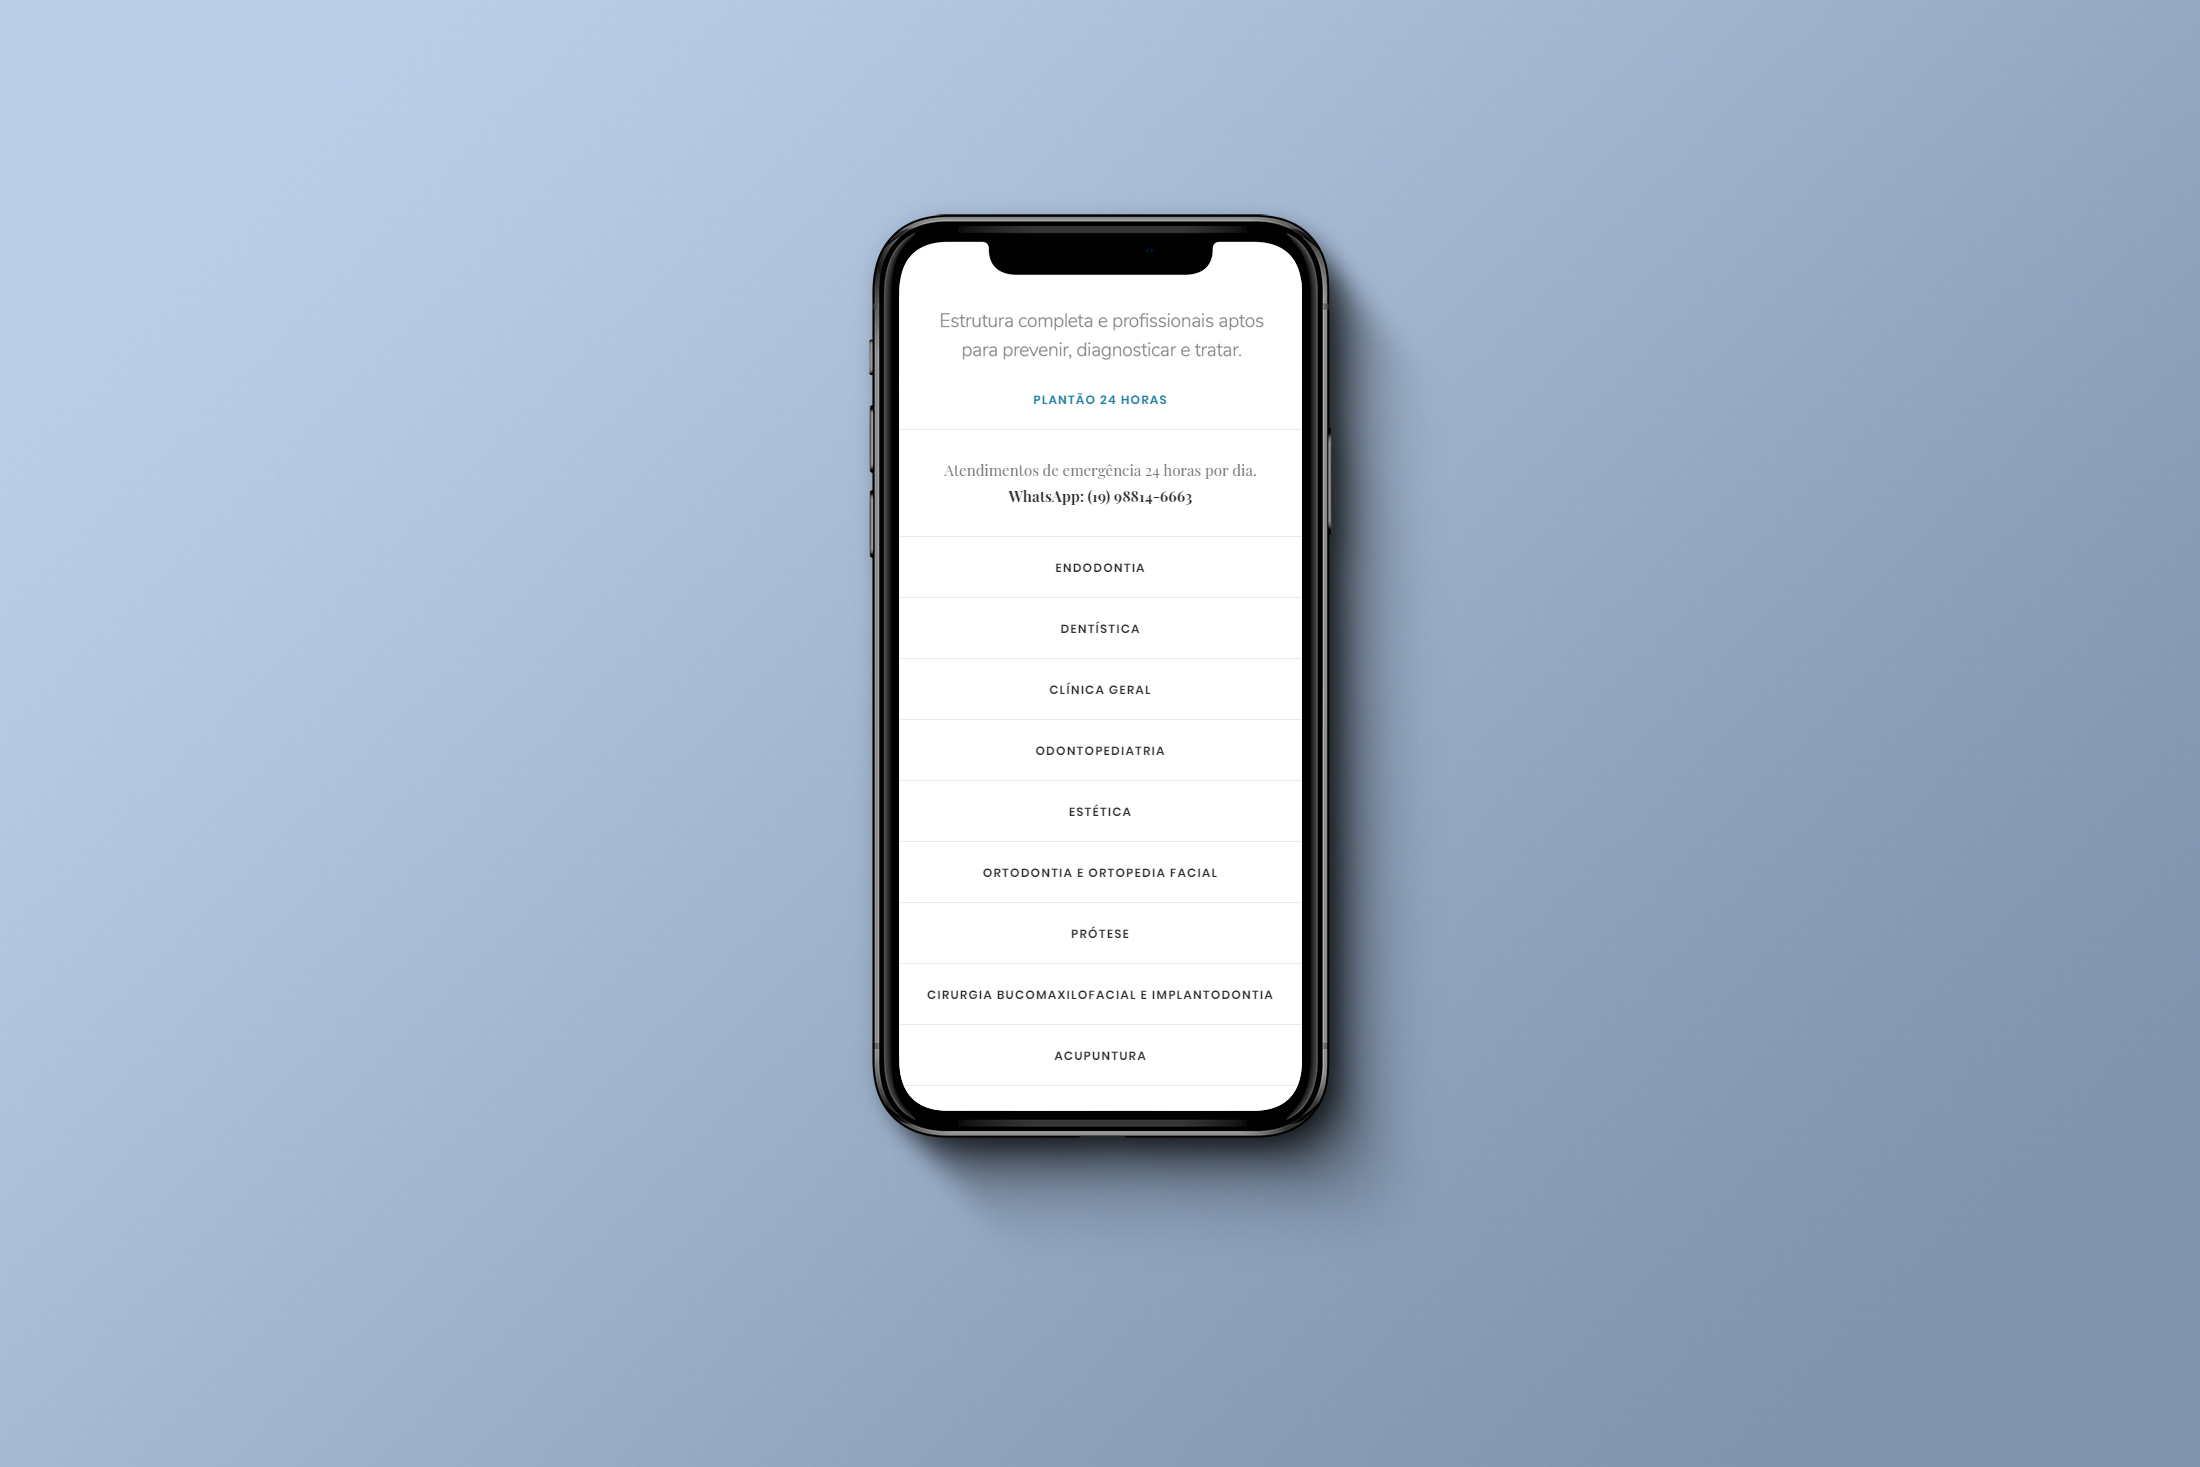 Estrutura completa e profissionais aptos
para prevenir, diagnosticar e tratar.
PLANTÃO 24 HORAS
Atendimentos de emergência 24 horas por dia.
WhatsApp: (19) 98814-6663
ENDODONTIA
DENTÍSTICA
CLÍNICA GERAL
ODONTOPEDIATRIA
ESTÉTICA
ORTODONTIA E ORTOPEDIA FACIAL
PRÓTESE
CIRURGIA BUCOMAXILOFACIAL E IMPLANTODONTIA
ACUPUNTURA